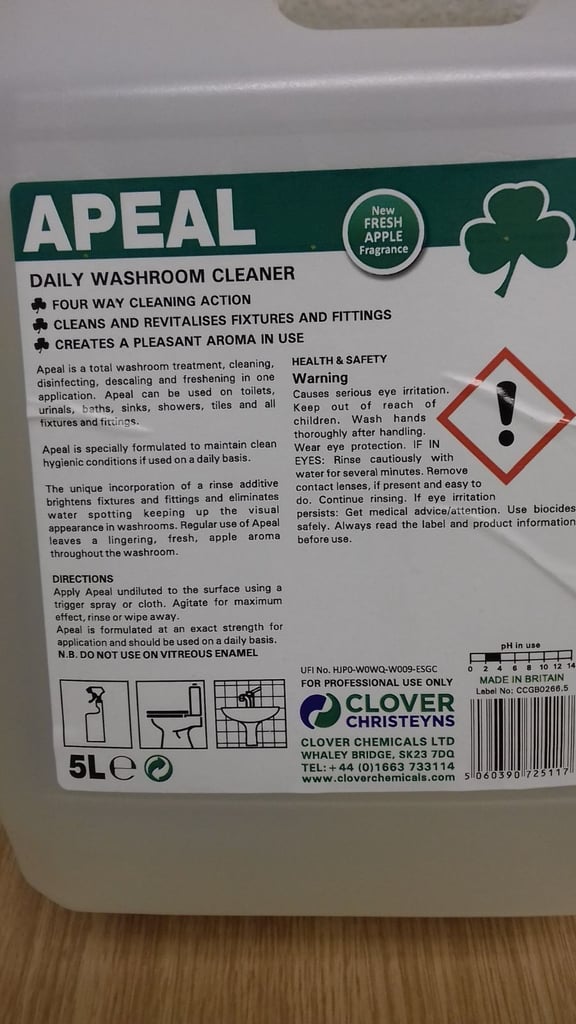 APEAL
New
FRESH
APPLE
Fragrance
DAILY WASHROOM CLEANER
FOUR WAY CLEANING ACTION
CLEANS AND REVITALISES FIXTURES AND FITTINGS
CREATES A PLEASANT AROMA IN USE
Apeal is a total washroom treatment, cleaning,
disinfecting, descaling and freshening in one
application. Apeal can be used on toilets,
urinals, baths, sinks, showers, tiles and all
fixtures and fittings.
Apeal is specially formulated to maintain clean
hygienic conditions if used on a daily basis.
The unique incorporation of a rinse additive
brightens fixtures and fittings and eliminates
water spotting keeping up the visual
appearance in washrooms. Regular use of Apeal
leaves a lingering, fresh, apple aroma
throughout the washroom.
DIRECTIONS
Apply Apeal undiluted to the surface using a
trigger spray or cloth. Agitate for maximum
effect, rinse or wipe away.
Apeal is formulated at an exact strength for
application and should be used on a daily basis.
N.B. DO NOT USE ON VITREOUS ENAMEL
5L e
HEALTH & SAFETY
Warning
Causes serious eye irritation.
Keep out of reach of
children. Wash hands
thoroughly after handling.
Wear eye protection. IF IN
EYES: Rinse cautiously with
water for several minutes. Remove
contact lenses, if present and easy to
do. Continue rinsing. If eye irritation
persists: Get medical advice/attention. Use biocides
safely. Always read the label and product information
before use.
UFI No. HJP0-W0WQ-W009-ESGC
FOR PROFESSIONAL USE ONLY
CLOVER
CHRISTEYNS
CLOVER CHEMICALS LTD
WHALEY BRIDGE, SK23 7DQ
TEL: +44 (0)1663 733114
www.cloverchemicals.com
pH in use
0 2 4 6 8 10 12 14
MADE IN BRITAIN
Label No: CCGB0266.5
5 060390 725117